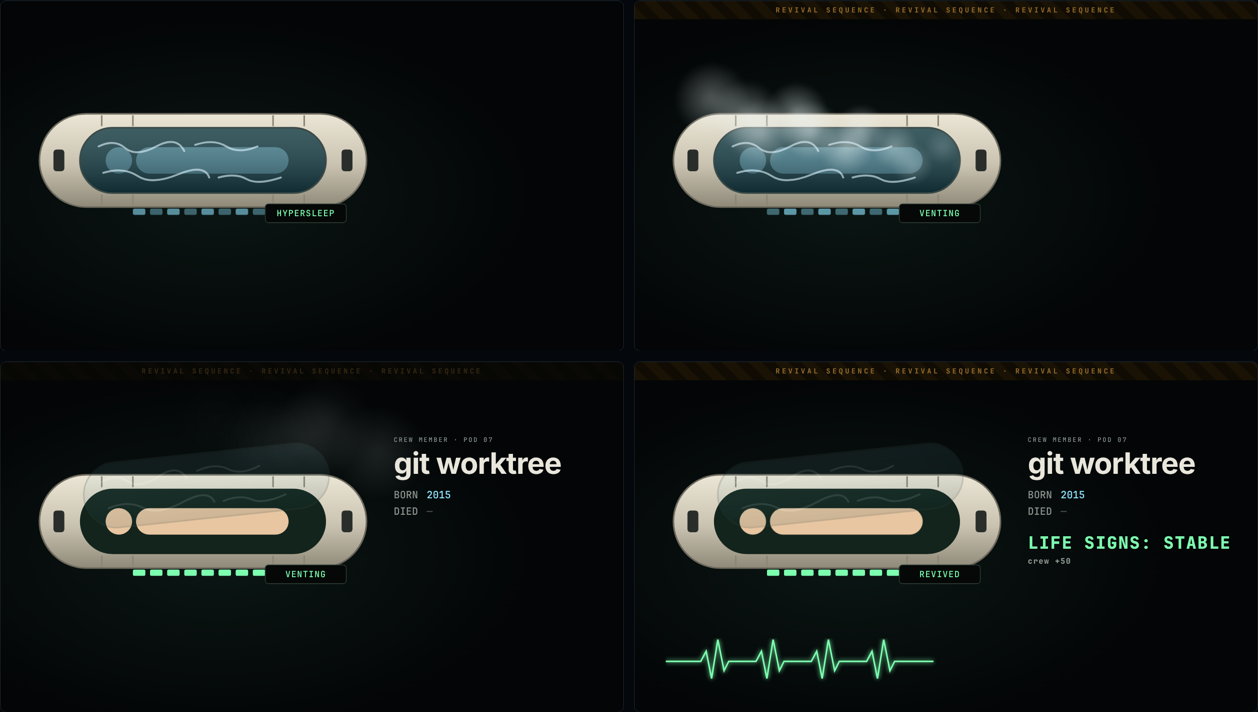 HYPERSLEEP
REVIVAL SEQUENCE · REVIVAL SEQUENCE · REVIVAL SEQUENCE
VENTING
REVIVAL SEQUENCE · REVIVAL SEQUENCE · REVIVAL SEQUENCE
CREW MEMBER · POD 07
git worktree
BORN 2015
DIED —
VENTING
REVIVAL SEQUENCE · REVIVAL SEQUENCE · REVIVAL SEQUENCE
CREW MEMBER · POD 07
git worktree
BORN 2015
DIED —
LIFE SIGNS: STABLE
crew +50
REVIVED